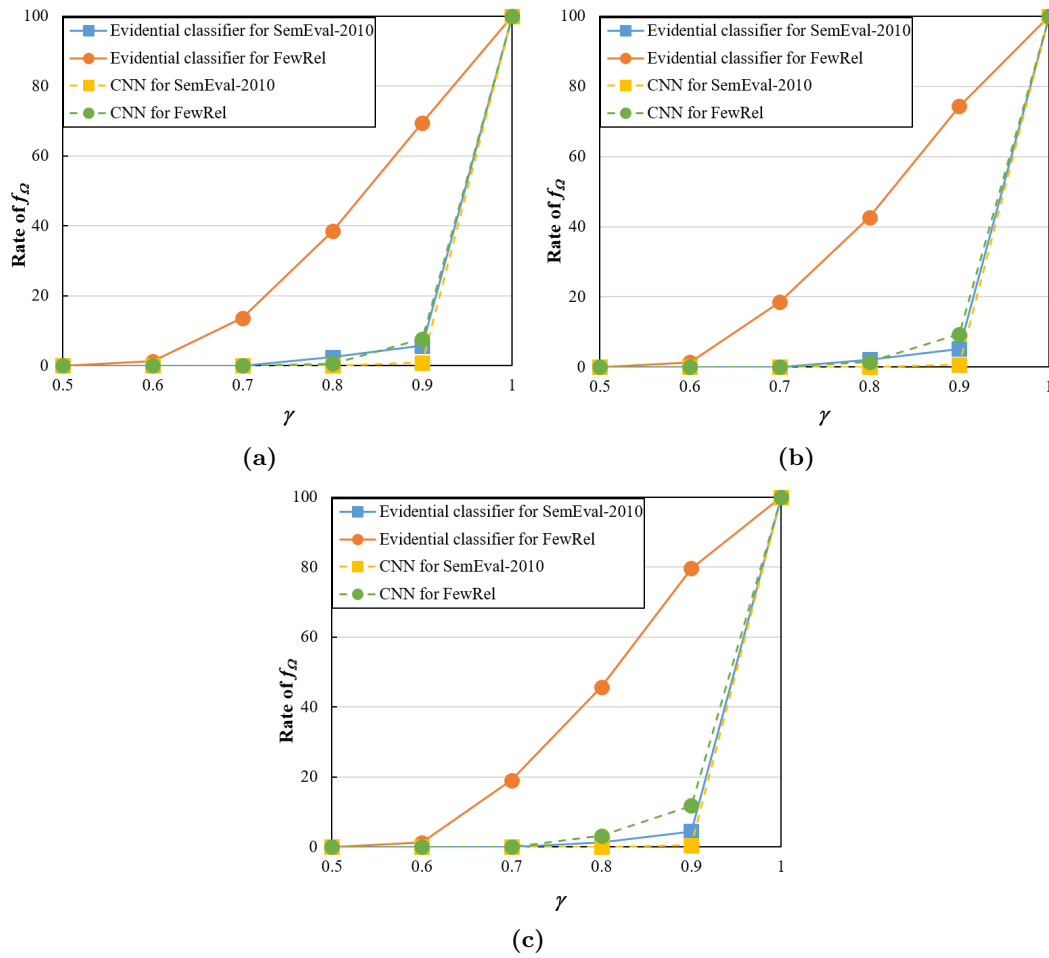 100
80
60
40
20
0
Rate of f_Ω
Evidential classifier for SemEval-2010
Evidential classifier for FewRel
CNN for SemEval-2010
CNN for FewRel
0.5 0.6 0.7 0.8 0.9 1
γ
(a)
100
80
60
40
20
0
Rate of f_Ω
Evidential classifier for SemEval-2010
Evidential classifier for FewRel
CNN for SemEval-2010
CNN for FewRel
0.5 0.6 0.7 0.8 0.9 1
γ
(b)
100
80
60
40
20
0
Rate of f_Ω
Evidential classifier for SemEval-2010
Evidential classifier for FewRel
CNN for SemEval-2010
CNN for FewRel
0.5 0.6 0.7 0.8 0.9 1
γ
(c)